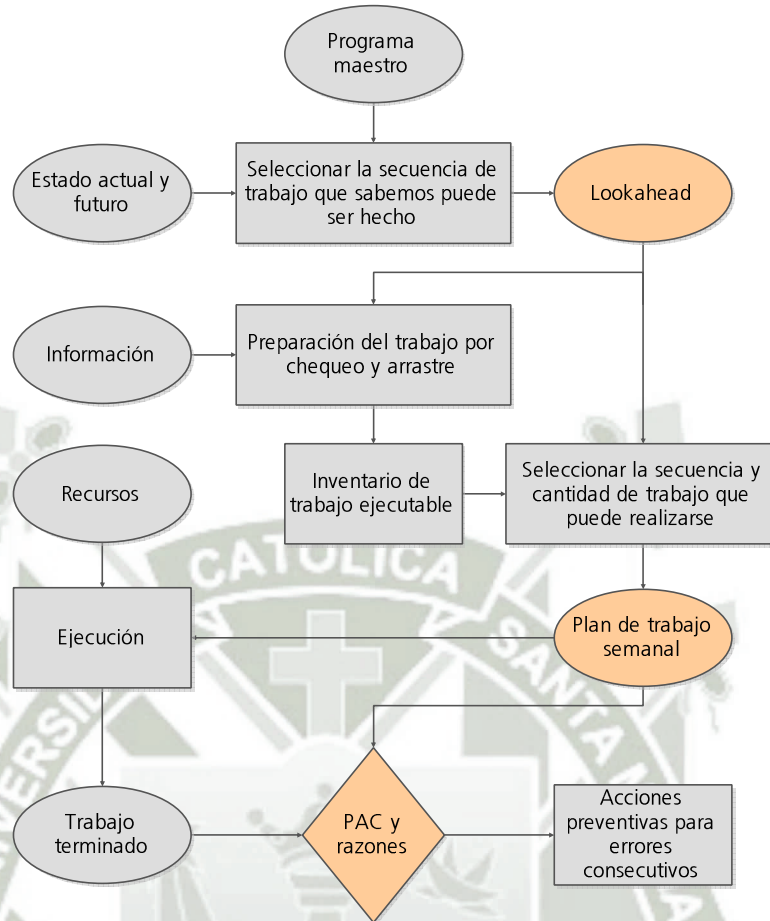 Programa
maestro
Estado actual y
futuro
Seleccionar la secuencia de
trabajo que sabemos puede
ser hecho
Lookahead
Información
Preparación del trabajo por
chequeo y arrastre
Recursos
Inventario de
trabajo ejecutable
Seleccionar la secuencia y
cantidad de trabajo que
puede realizarse
CATOLICA
SANTA
Ejecución
Plan de trabajo
semanal
Trabajo
terminado
PAC y
razones
Acciones
preventivas para
errores
consecutivos